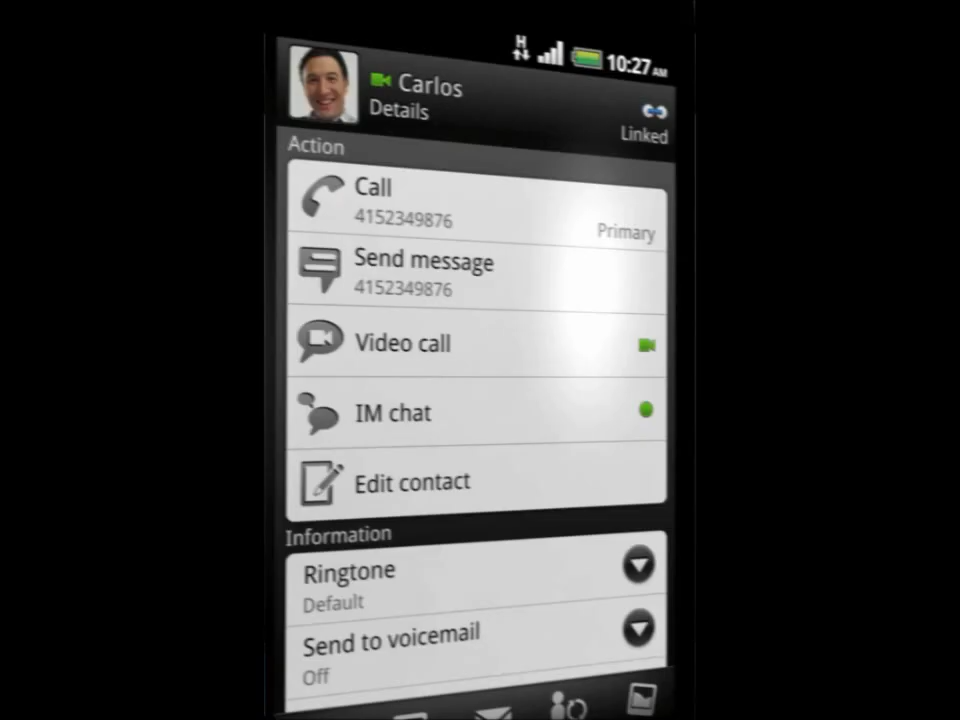 H
10:27 AM
Carlos
Details
Linked
Action
Call
4152349876
Primary
Send message
4152349876
Video call
IM chat
Edit contact
Information
Ringtone
Default
Send to voicemail
Off